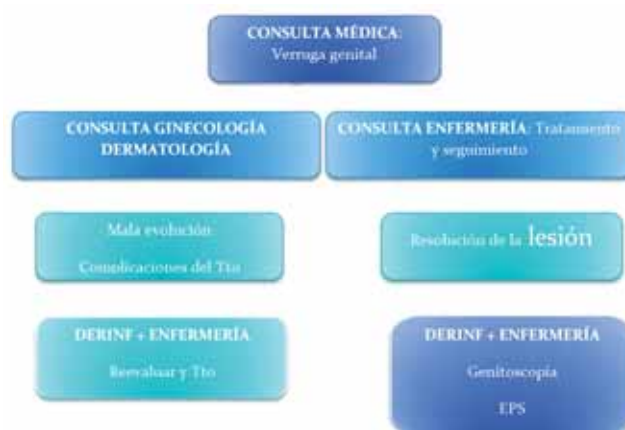 CONSULTA MÉDICA:
Verruga genital
CONSULTA GINECOLOGÍA
DERMATOLOGÍA
CONSULTA ENFERMERÍA: Tratamiento
y seguimiento
Mala evolución
Complicaciones del Tto
Resolución de la lesión
DERINF + ENFERMERÍA
Reevaluar y Tto
DERINF + ENFERMERÍA
Genitoscopia
EPS